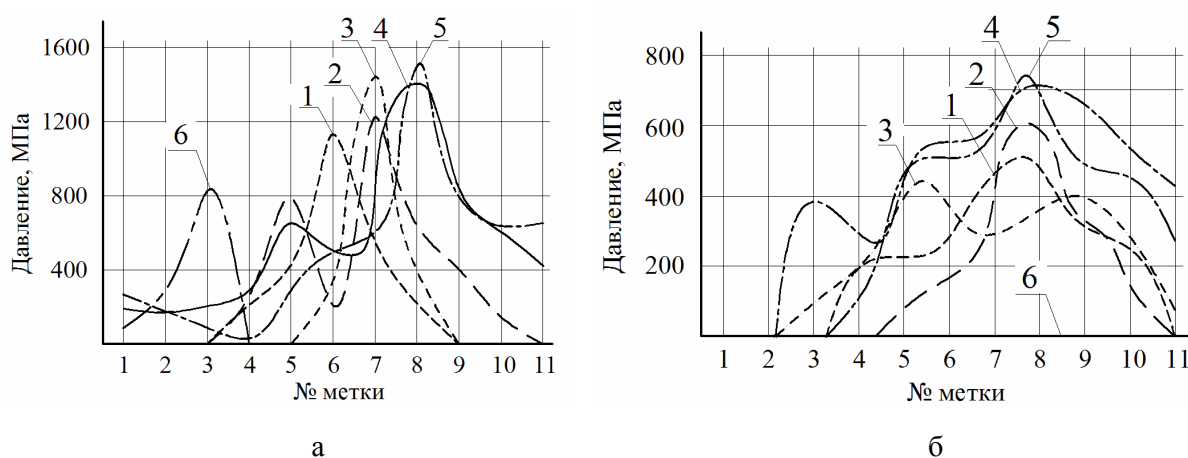 Давление, МПа
1600
1200
800
400
1 2 3 4 5 6 7 8 9 10 11
№ метки
6 1 2 3 4 5
а
Давление, МПа
800
600
400
200
1 2 3 4 5 6 7 8 9 10 11
№ метки
3 1 2 4 5 6
б